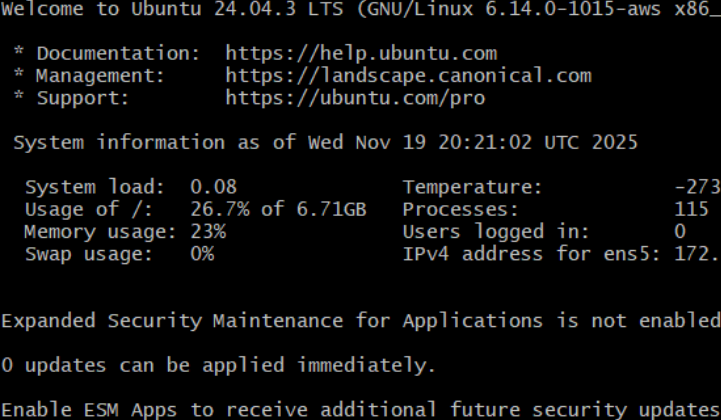 Welcome to Ubuntu 24.04.3 LTS (GNU/Linux 6.14.0-1015-aws x86_
* Documentation:  https://help.ubuntu.com
* Management:     https://landscape.canonical.com
* Support:        https://ubuntu.com/pro
System information as of Wed Nov 19 20:21:02 UTC 2025
System load:  0.08               Temperature:           -273
Usage of /:   26.7% of 6.71GB   Processes:             115
Memory usage: 23%                Users logged in:       0
Swap usage:   0%                 IPv4 address for ens5: 172.
Expanded Security Maintenance for Applications is not enabled
0 updates can be applied immediately.
Enable ESM Apps to receive additional future security updates